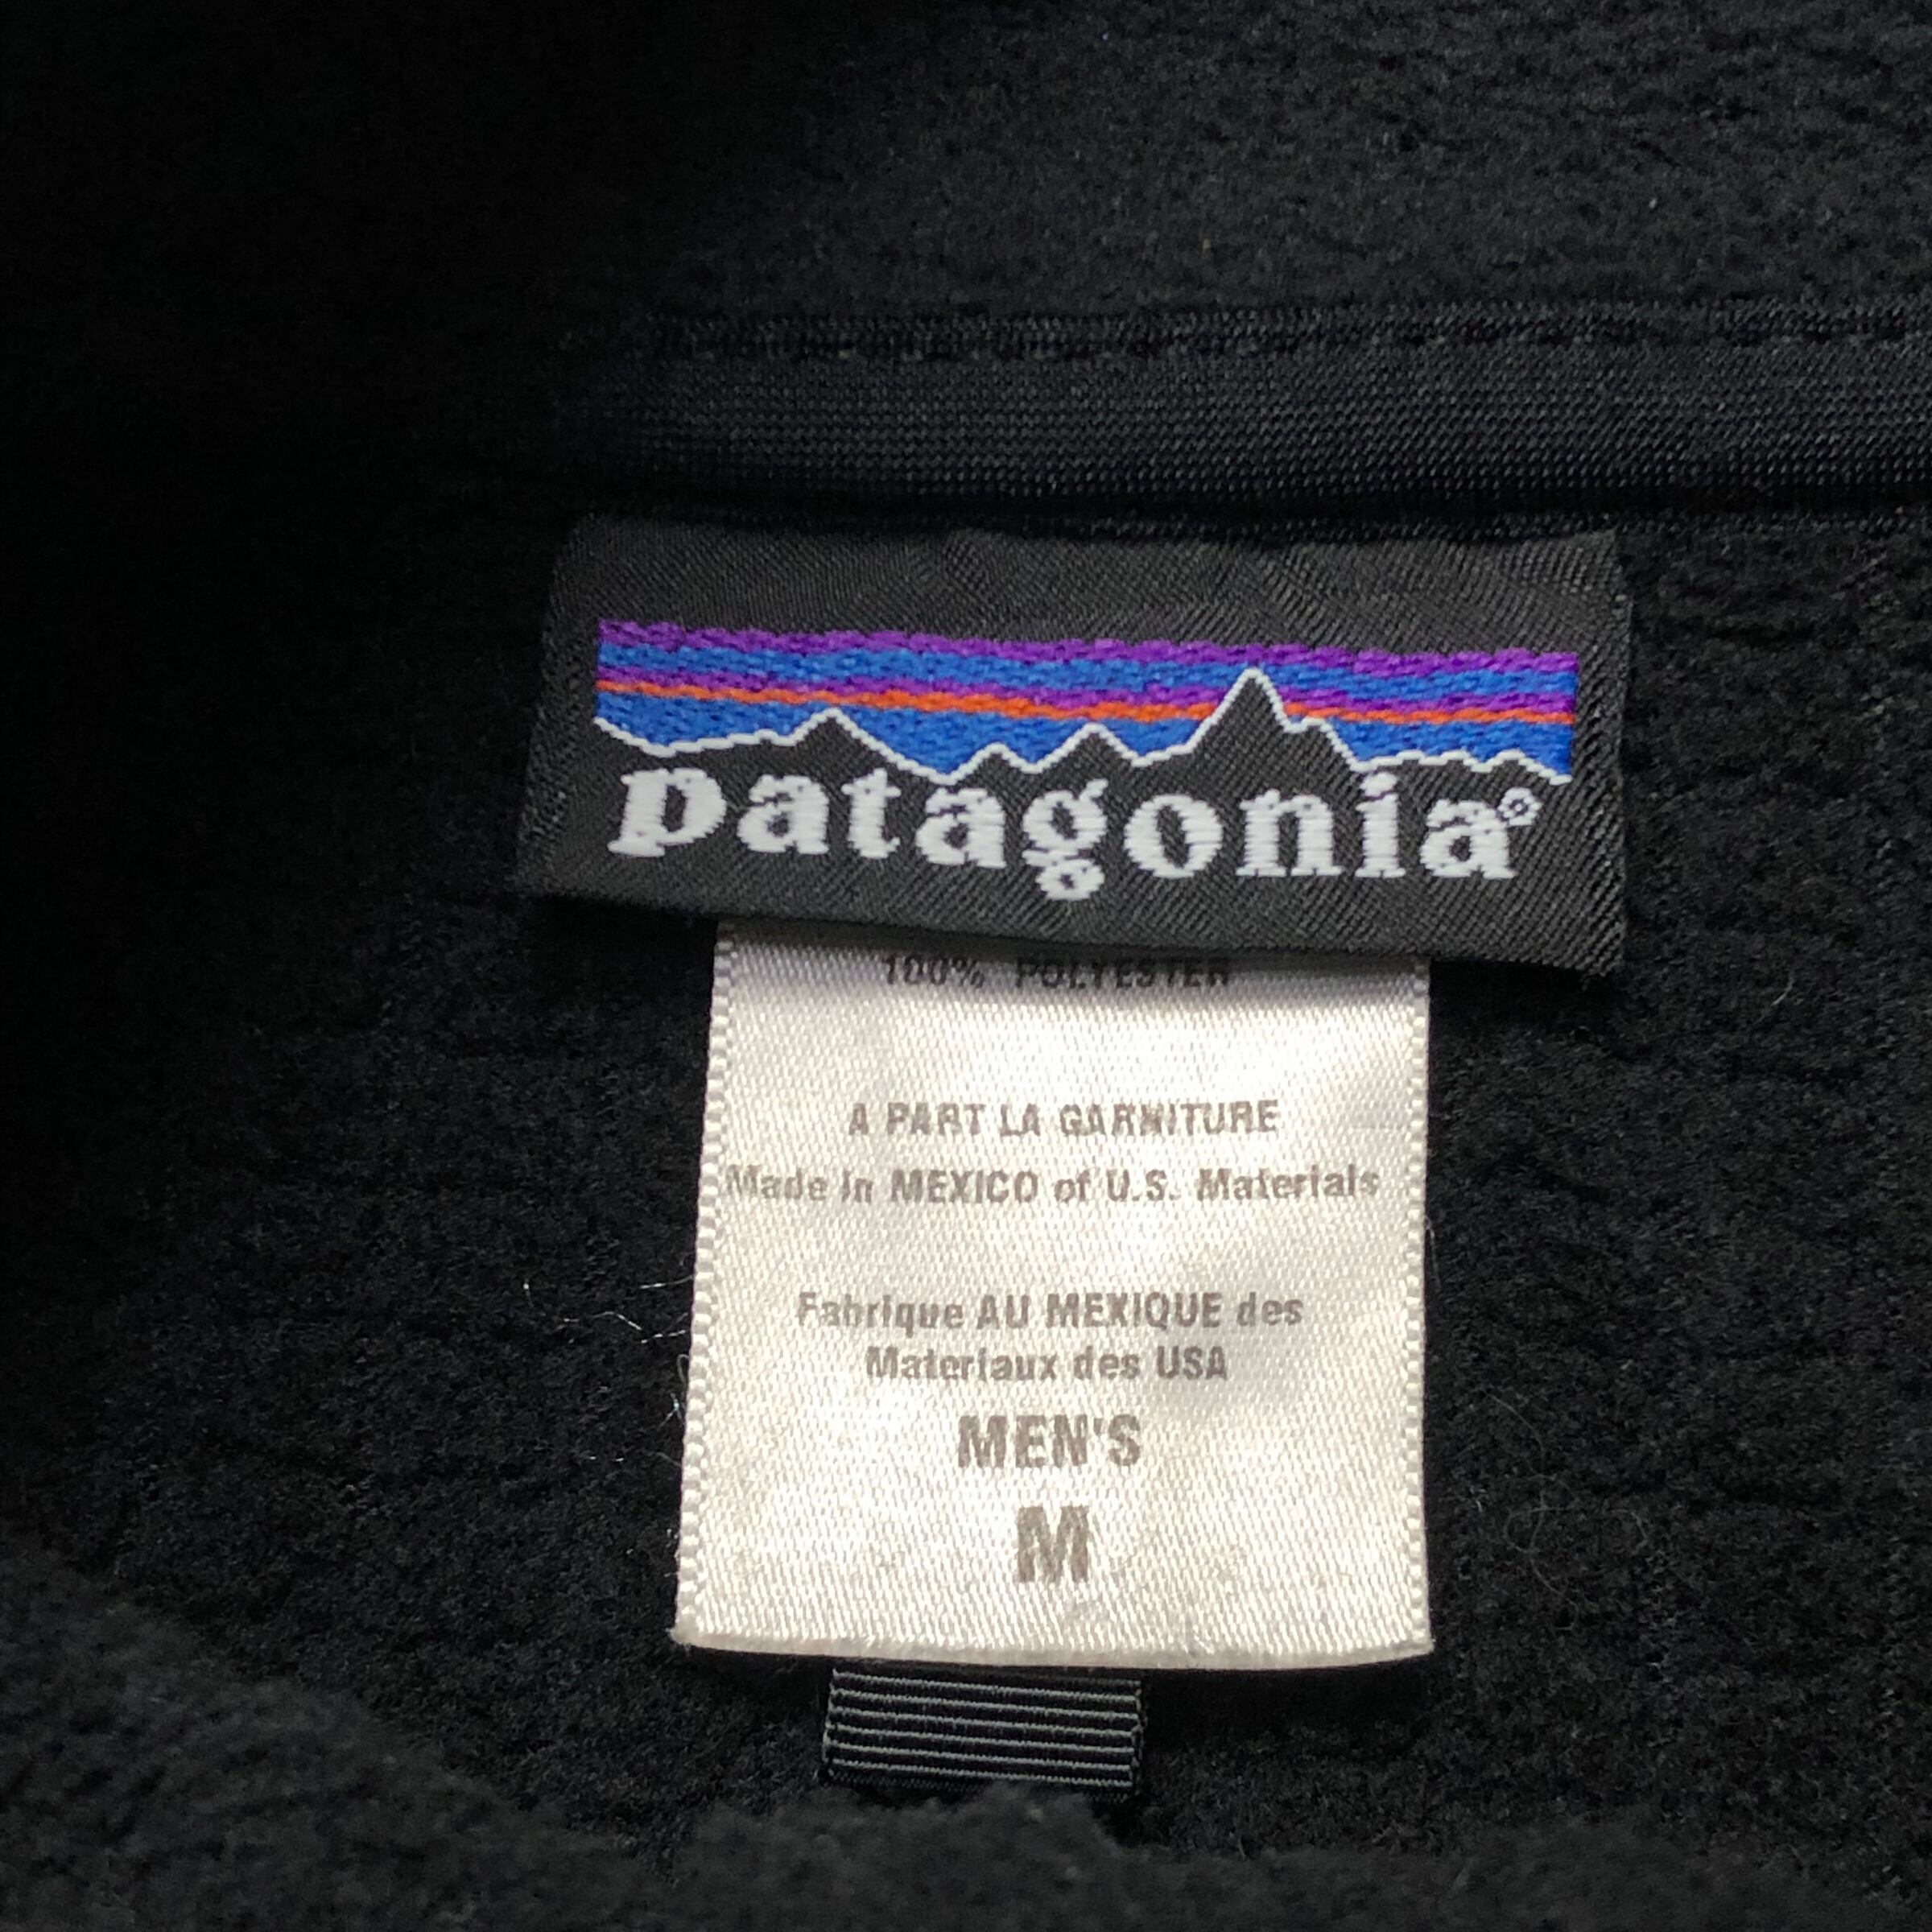 patagonia®
100% POLYESTER
A PART LA GARNITURE
Made in MEXICO of U.S. Materials
Fabrique AU MEXIQUE des
Materiaux des USA
MEN'S
M